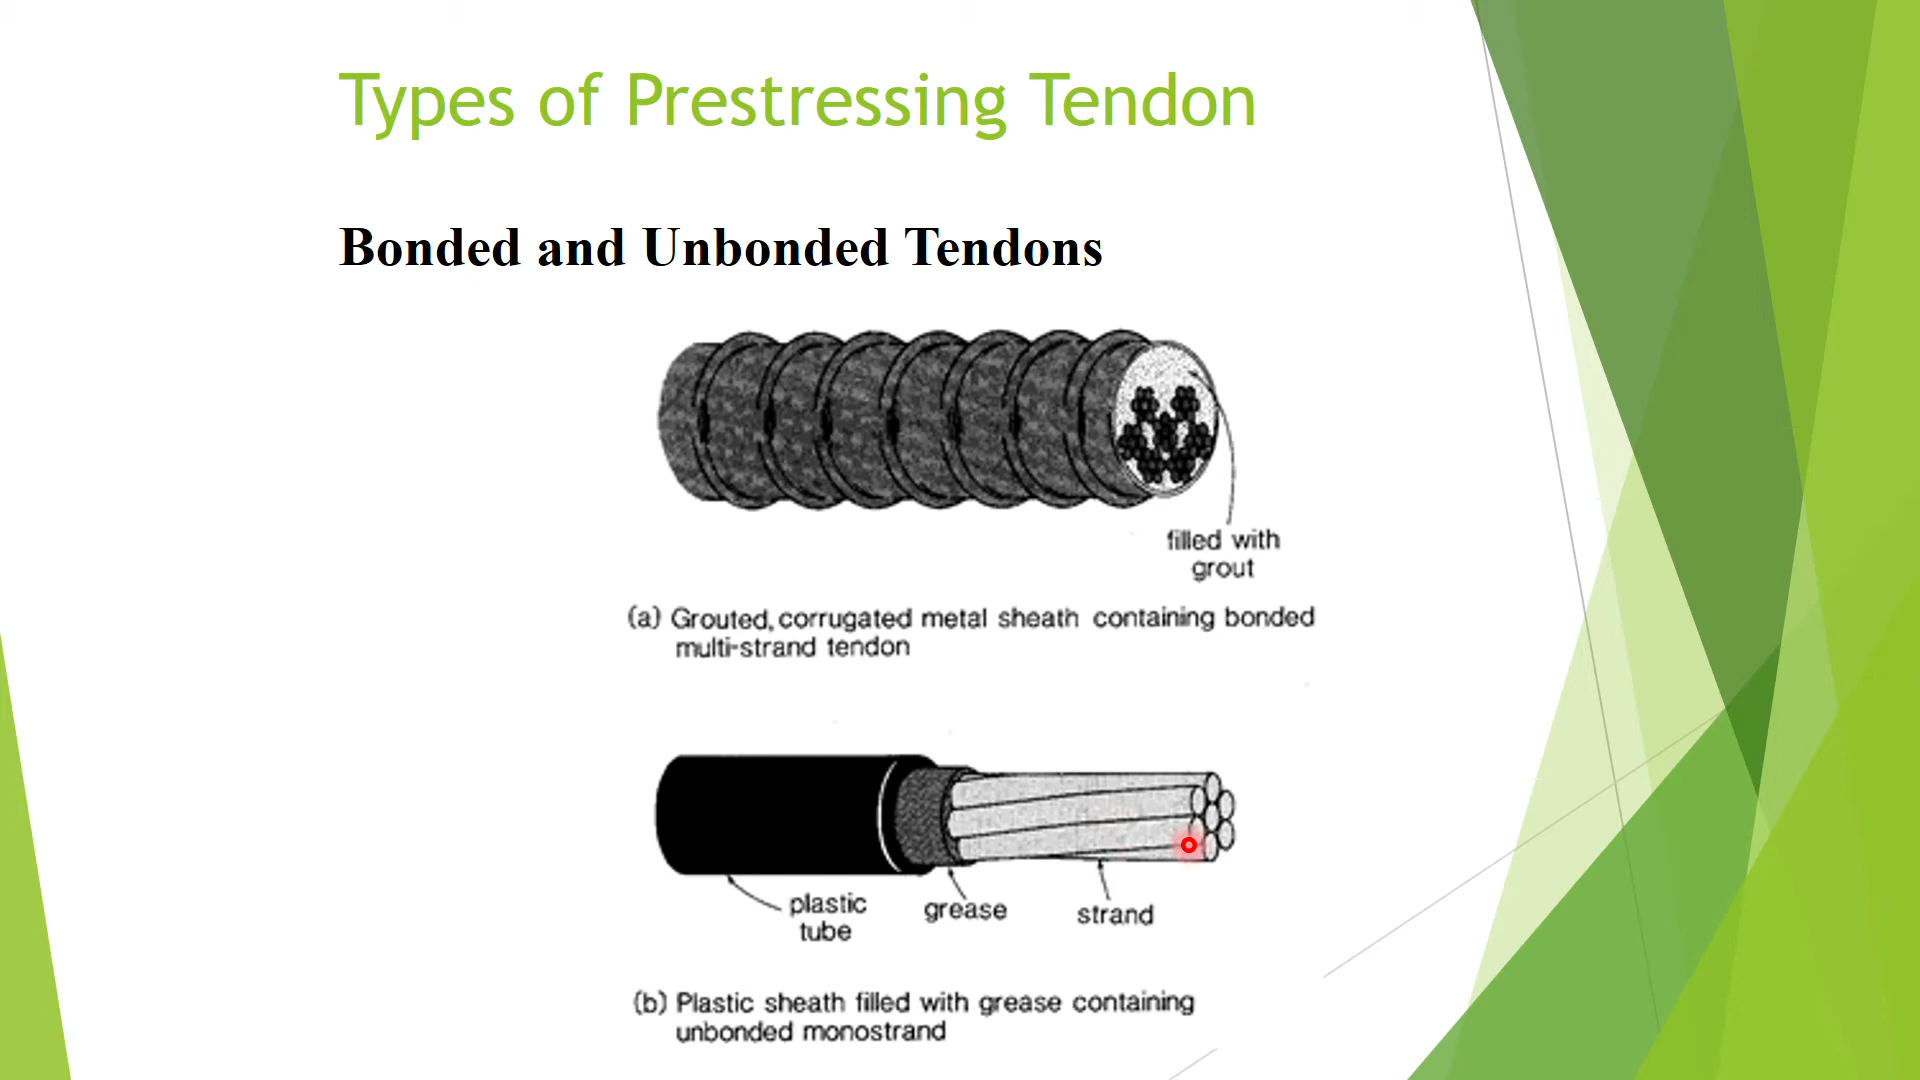 Types of Prestressing Tendon
Bonded and Unbonded Tendons
filled with
grout
(a) Grouted, corrugated metal sheath containing bonded
multi-strand tendon
plastic
tube
grease
strand
(b) Plastic sheath filled with grease containing
unbonded monostrand